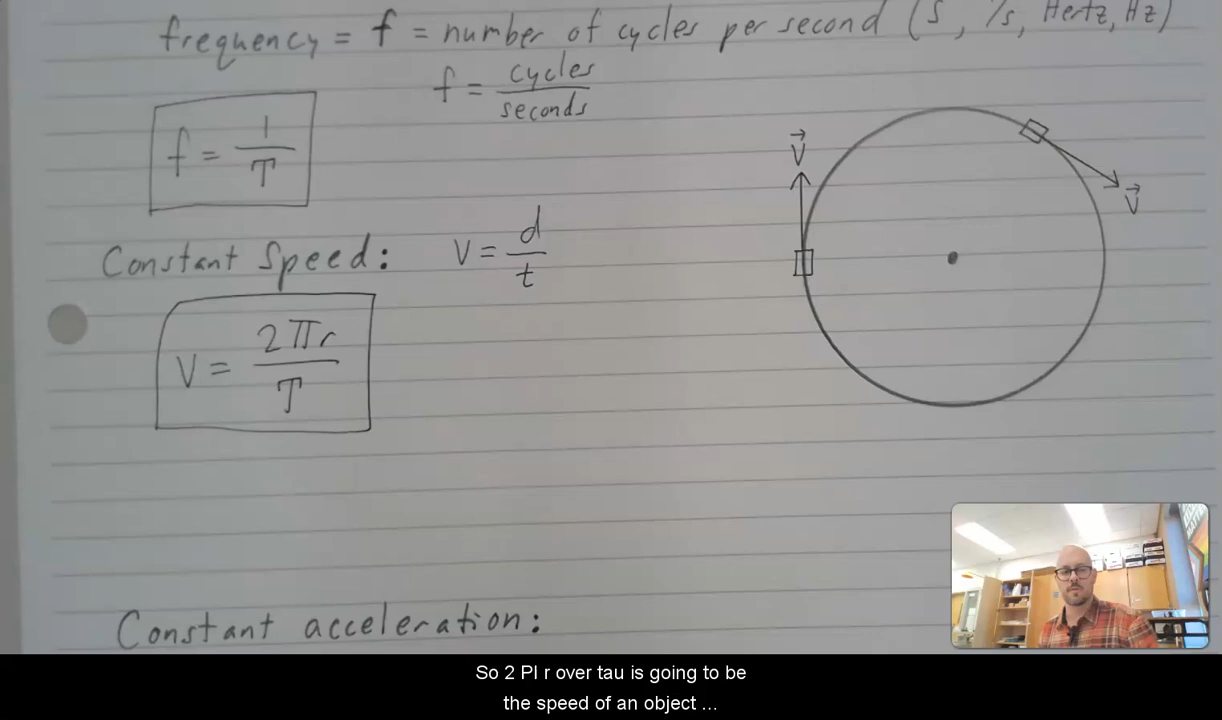 frequency = f = number of cycles per second (s, /s, Hertz, Hz)
f = cycles / seconds
f = 1 / T
V⃗
V⃗
Constant Speed: V = d / t
V = 2πr / T
Constant acceleration:
So 2 PI r over tau is going to be
the speed of an object ...